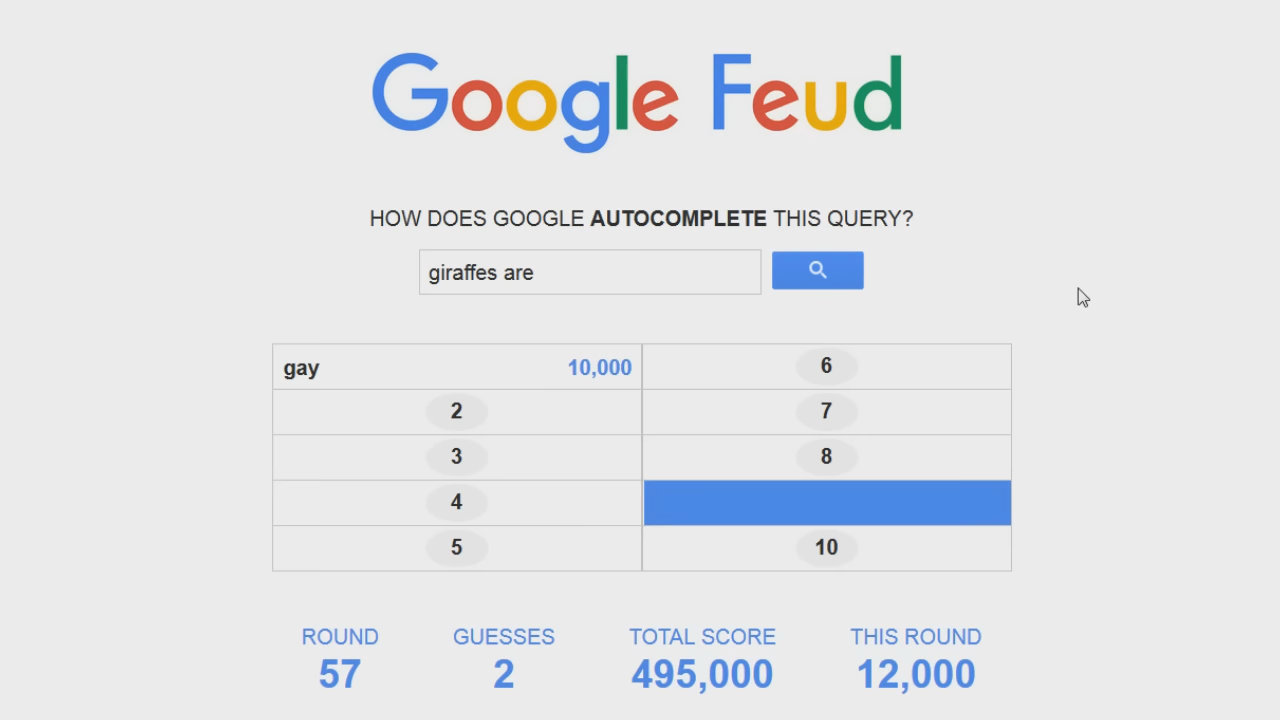 Google Feud
HOW DOES GOOGLE AUTOCOMPLETE THIS QUERY?
giraffes are
gay 10,000 6
2 7
3 8
4
5 10
ROUND GUESSES TOTAL SCORE THIS ROUND
57 2 495,000 12,000